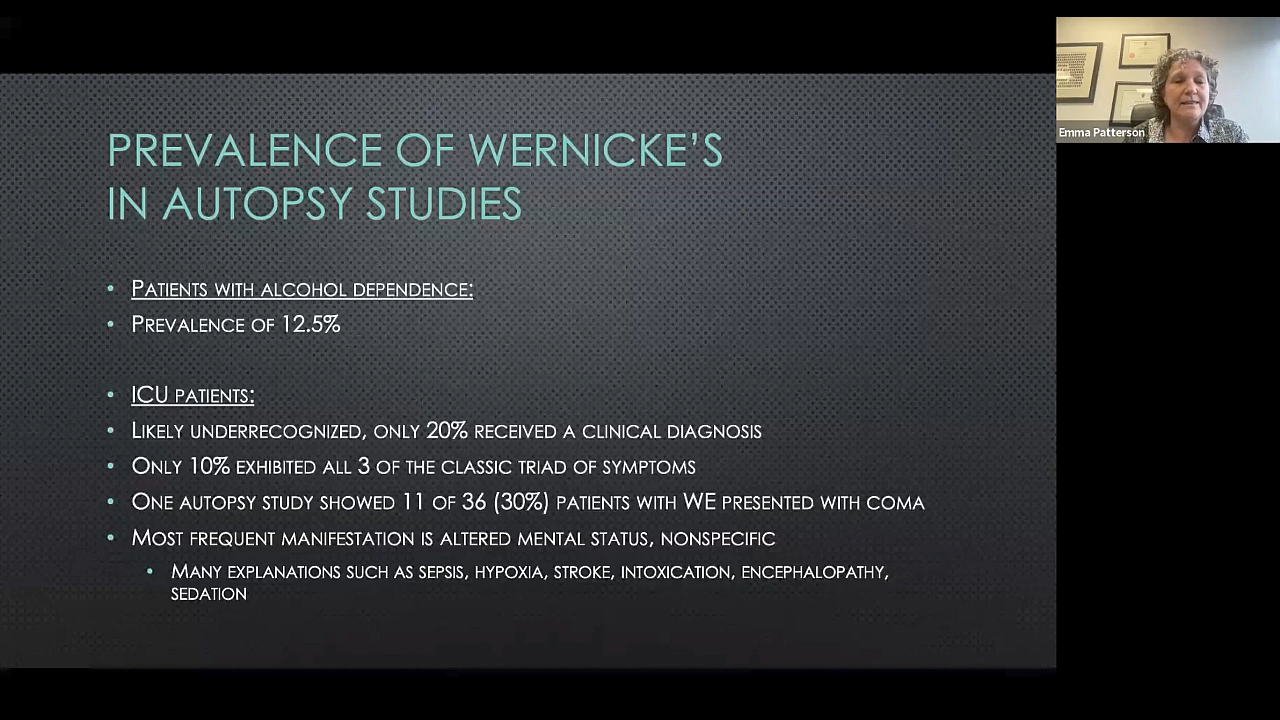 PREVALENCE OF WERNICKE'S
IN AUTOPSY STUDIES
• PATIENTS WITH ALCOHOL DEPENDENCE:
• PREVALENCE OF 12.5%
• ICU PATIENTS:
• LIKELY UNDERRECOGNIZED, ONLY 20% RECEIVED A CLINICAL DIAGNOSIS
• ONLY 10% EXHIBITED ALL 3 OF THE CLASSIC TRIAD OF SYMPTOMS
• ONE AUTOPSY STUDY SHOWED 11 OF 36 (30%) PATIENTS WITH WE PRESENTED WITH COMA
• MOST FREQUENT MANIFESTATION IS ALTERED MENTAL STATUS, NONSPECIFIC
• MANY EXPLANATIONS SUCH AS SEPSIS, HYPOXIA, STROKE, INTOXICATION, ENCEPHALOPATHY,
SEDATION
Emma Patterson